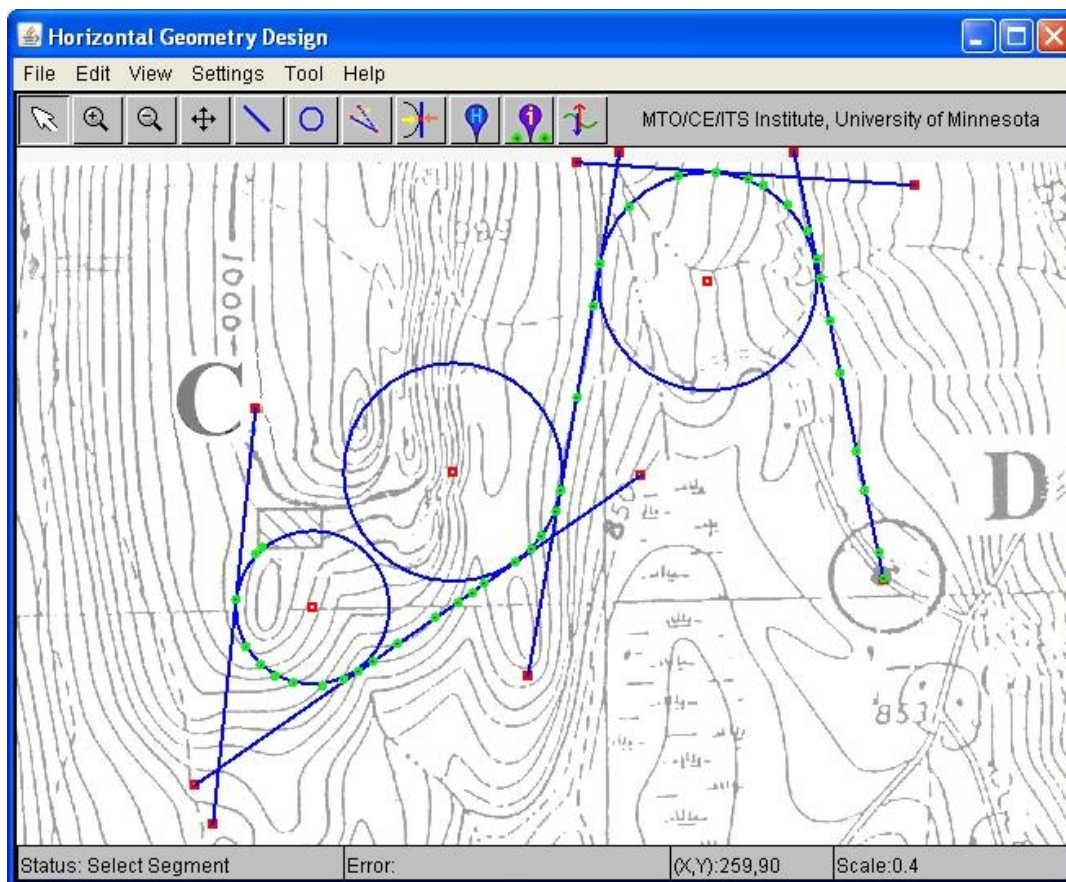 Horizontal Geometry Design
File Edit View Settings Tool Help
H i MTO/CE/ITS Institute, University of Minnesota
1000
C
D
850
853
Status: Select Segment Error: (X,Y):259,90 Scale:0.4